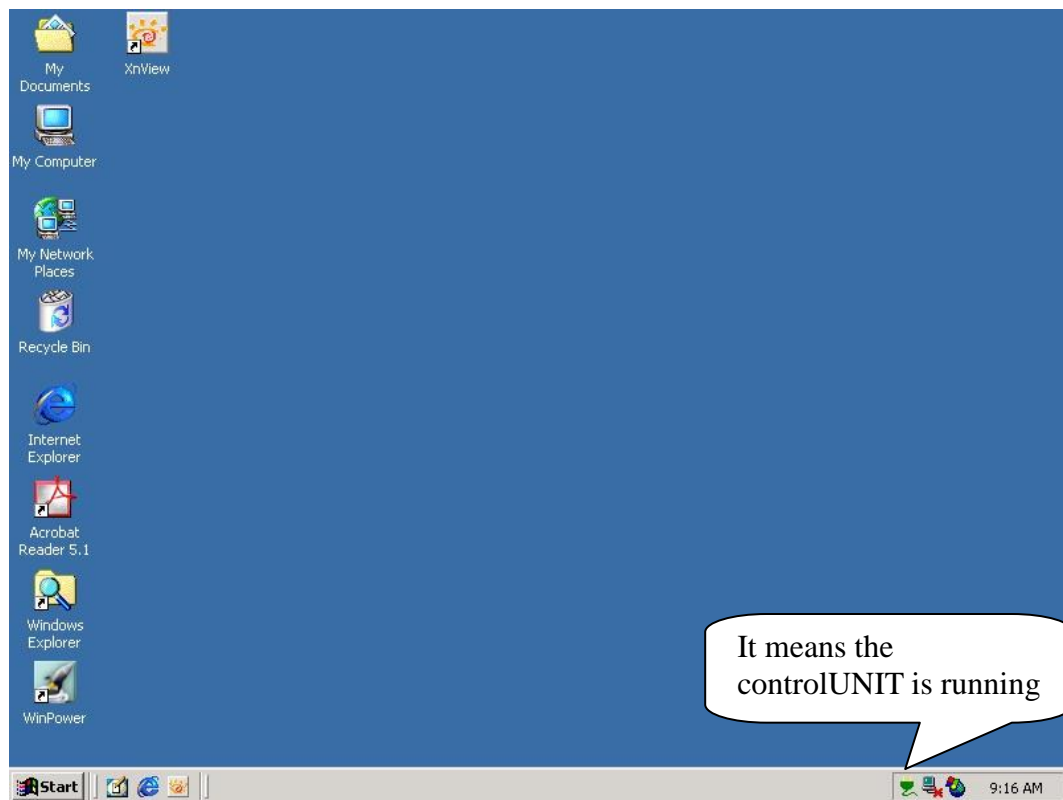 My
Documents
XnView
My Computer
My Network
Places
Recycle Bin
Internet
Explorer
Acrobat
Reader 5.1
Windows
Explorer
WinPower
It means the
controlUNIT is running
Start
9:16 AM